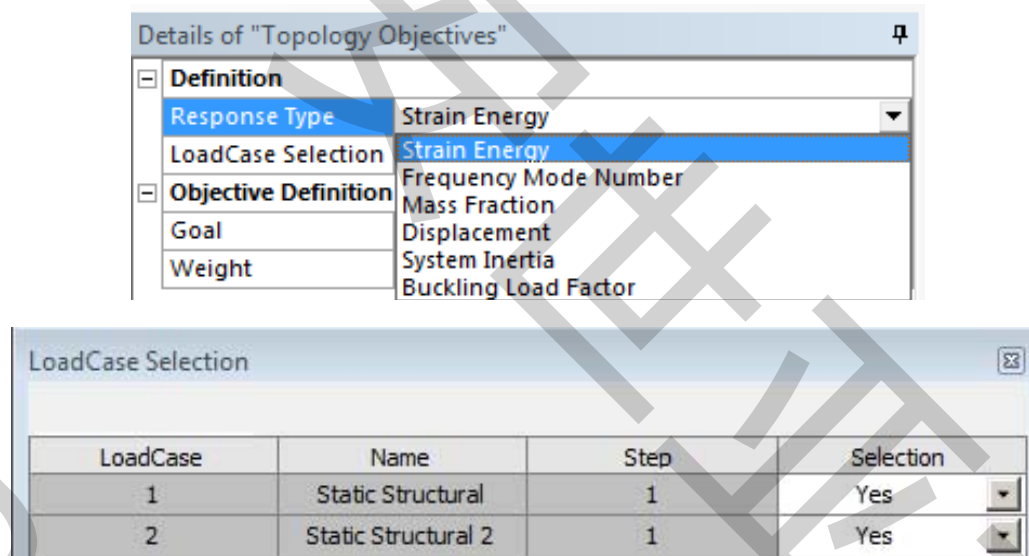 Details of "Topology Objectives"
Definition
Response Type Strain Energy
LoadCase Selection Strain Energy
Frequency Mode Number
Objective Definition Mass Fraction
Goal Displacement
System Inertia
Weight Buckling Load Factor
LoadCase Selection
LoadCase Name Step Selection
1 Static Structural 1 Yes
2 Static Structural 2 1 Yes